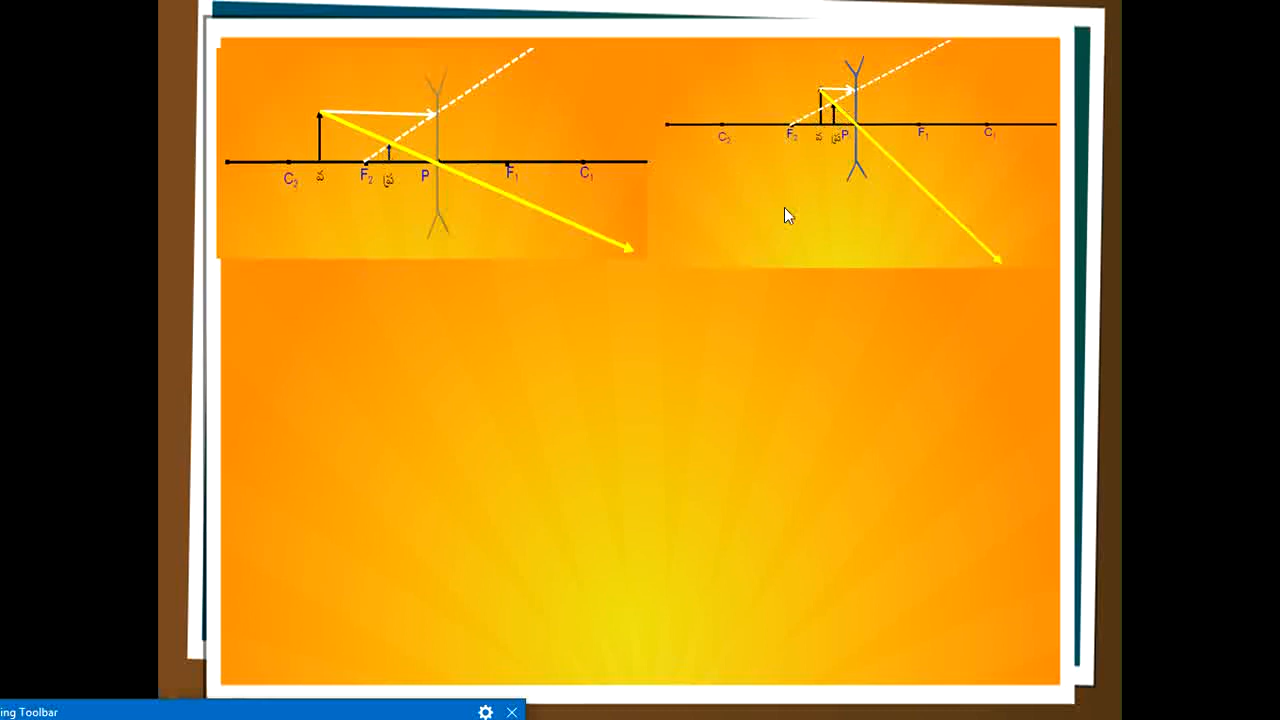 C₂ వ F₂ ప్ర P F₁ C₁
C₂ F₂ వ ప్ర P F₁ C₁
ing Toolbar